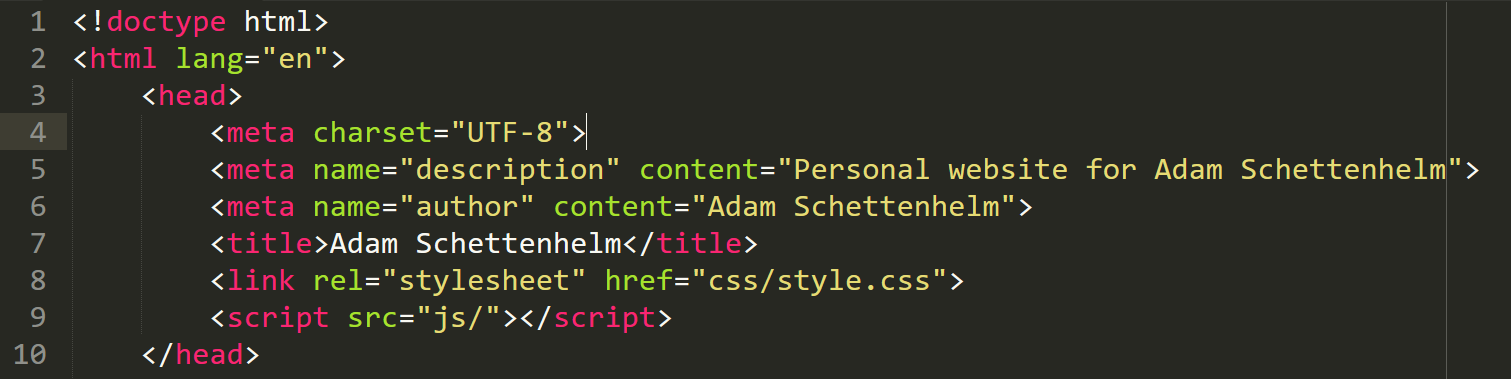 1 <!doctype html>
2 <html lang="en">
3     <head>
4         <meta charset="UTF-8">
5         <meta name="description" content="Personal website for Adam Schettenhelm">
6         <meta name="author" content="Adam Schettenhelm">
7         <title>Adam Schettenhelm</title>
8         <link rel="stylesheet" href="css/style.css">
9         <script src="js/"></script>
10     </head>